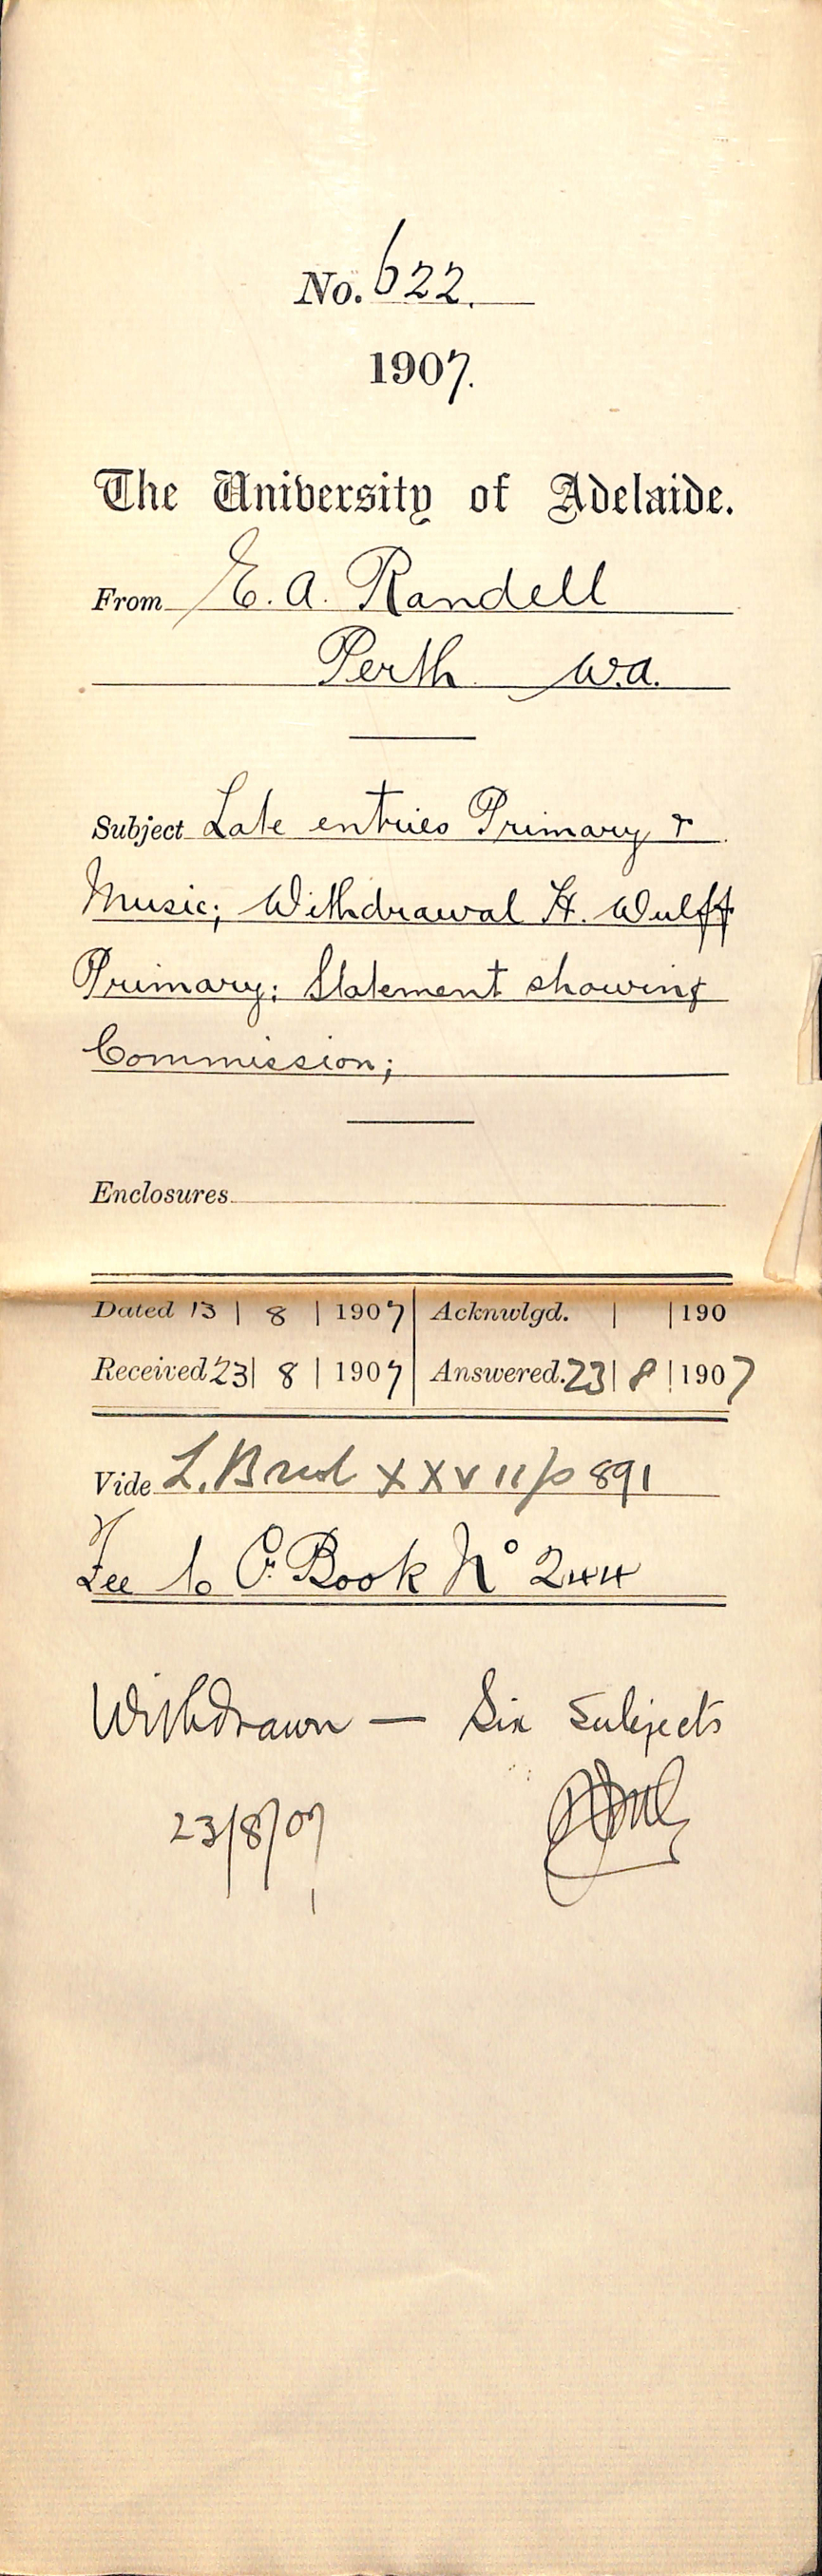 No. 622.
1907.
The University of Adelaide.
From E. A. Randell
Perth W.A.
Subject Late entries Primary &
Music; Withdrawal H. Wulff
Primary: Statement showing
Commission;
Enclosures
Dated 13 | 8 | 1907 | Acknwlgd. | | 190
Received 23 | 8 | 1907 | Answered. 23 | 8 | 1907
Vide XXVII p 891
Fee to C. Book No 244
Withdrawn — Six Subjects
23/8/07